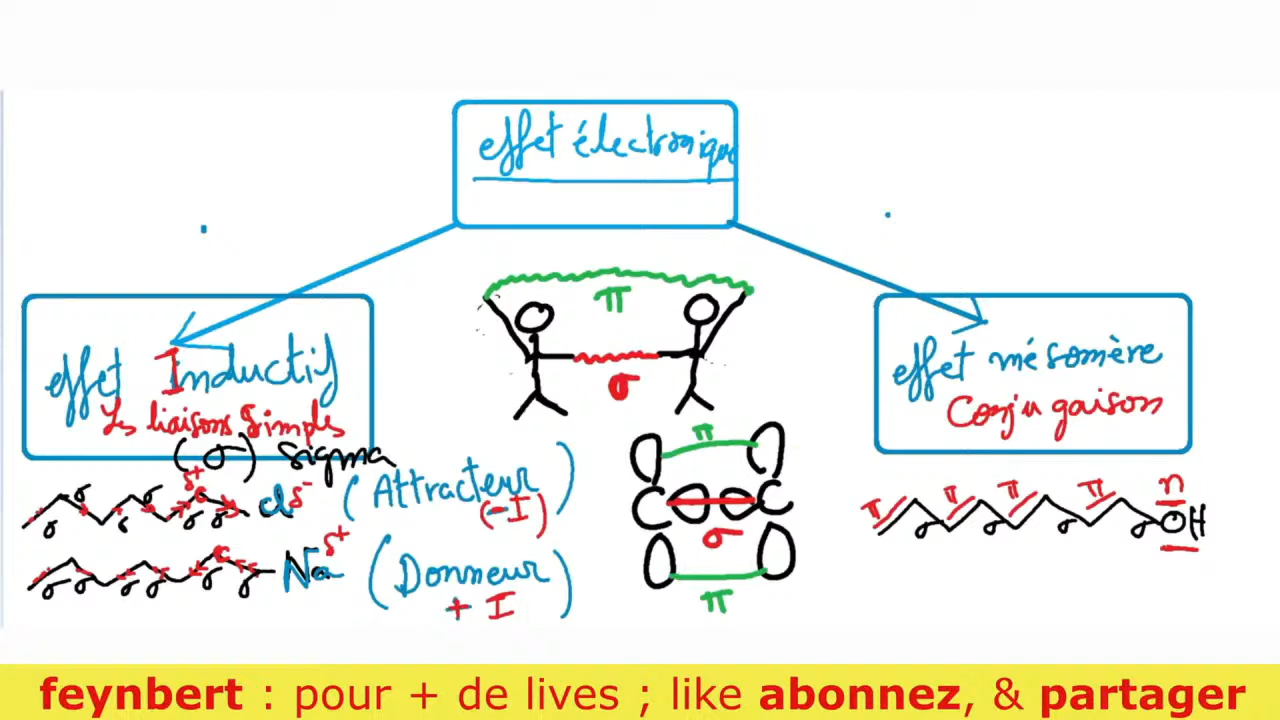 effet électronique
effet Inductif
Les liaisons simples
(σ) sigma
σ σ δ+
σ σ σ σ
Cl δ- (Attracteur
(-I))
σ σ σ σ σ σ
C
Na δ+ (Donneur)
+ I
π
σ
π
C C
σ
π
effet mésomère
Conjugaison
π π π π n
σ σ σ σ OH
feynbert : pour + de lives ; like abonnez, & partager